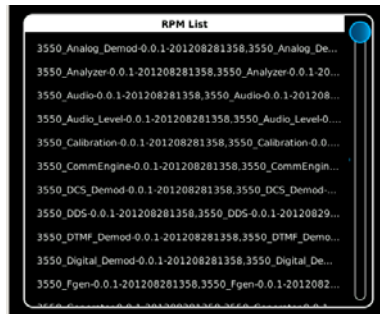 RPM List
3550_Analog_Demod-0.0.1-201208281358,3550_Analog_De...
3550_Analyzer-0.0.1-201208281358,3550_Analyzer-0.0.1-20...
3550_Audio-0.0.1-201208281358,3550_Audio-0.0.1-201208...
3550_Audio_Level-0.0.1-201208281358,3550_Audio_Level-0....
3550_Calibration-0.0.1-201208281358,3550_Calibration-0.0....
3550_CommEngine-0.0.1-201208281358,3550_CommEngin...
3550_DCS_Demod-0.0.1-201208281358,3550_DCS_Demod-...
3550_DDS-0.0.1-201208281358,3550_DDS-0.0.1-20120829...
3550_DTMF_Demod-0.0.1-201208281358,3550_DTMF_Demo...
3550_Digital_Demod-0.0.1-201208281358,3550_Digital_De...
3550_Fgen-0.0.1-201208281358,3550_Fgen-0.0.1-2012082...